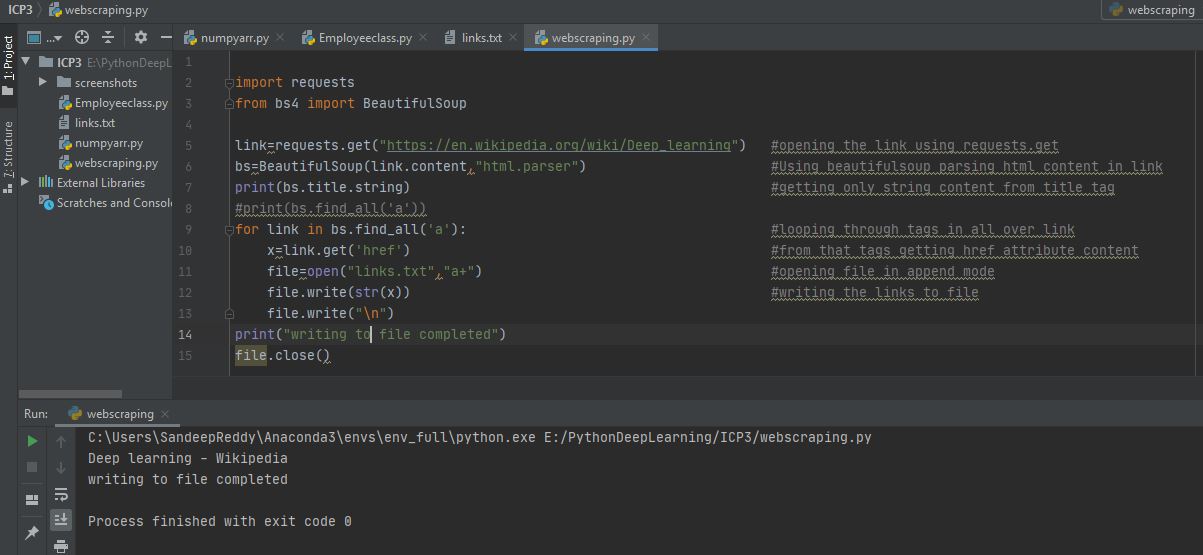 ICP3 webscraping.py webscraping
1: Project
7: Structure
... numpyarr.py Employeeclass.py links.txt webscraping.py
ICP3 E:\PythonDeepL
screenshots
Employeeclass.py
links.txt
numpyarr.py
webscraping.py
External Libraries
Scratches and Consol
1
2 import requests
3 from bs4 import BeautifulSoup
4
5 link=requests.get("https://en.wikipedia.org/wiki/Deep_learning") #opening the link using requests.get
6 bs=BeautifulSoup(link.content,"html.parser") #Using beautifulsoup parsing html content in link
7 print(bs.title.string) #getting only string content from title tag
8 #print(bs.find_all('a'))
9 for link in bs.find_all('a'): #looping through tags in all over link
10 x=link.get('href') #from that tags getting href attribute content
11 file=open("links.txt","a+") #opening file in append mode
12 file.write(str(x)) #writing the links to file
13 file.write("\n")
14 print("writing to file completed")
15 file.close()
Run: webscraping
C:\Users\SandeepReddy\Anaconda3\envs\env_full\python.exe E:/PythonDeepLearning/ICP3/webscraping.py
Deep learning - Wikipedia
writing to file completed
Process finished with exit code 0